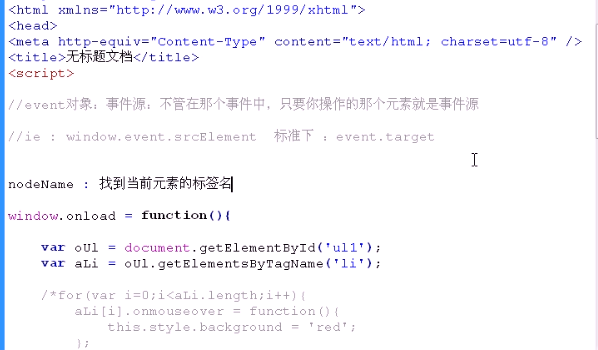 <html xmlns="http://www.w3.org/1999/xhtml">
<head>
<meta http-equiv="Content-Type" content="text/html; charset=utf-8" />
<title>无标题文档</title>
<script>
//event对象：事件源：不管在那个事件中，只要你操作的那个元素就是事件源
//ie : window.event.srcElement  标准下 : event.target
nodeName : 找到当前元素的标签名
window.onload = function(){
var oUl = document.getElementById('ul1');
var aLi = oUl.getElementsByTagName('li');
/*for(var i=0;i<aLi.length;i++){
aLi[i].onmouseover = function(){
this.style.background = 'red';
};